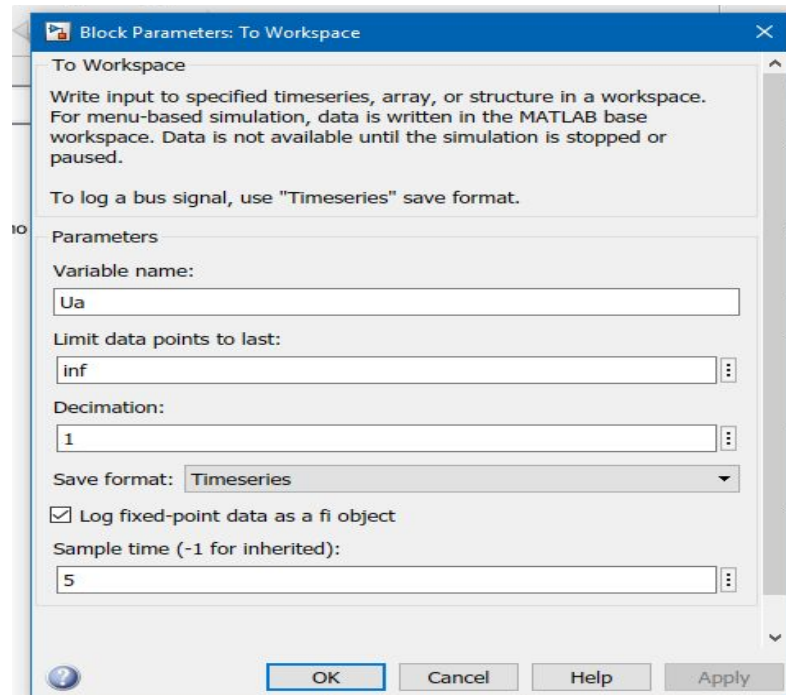 Block Parameters: To Workspace
To Workspace
Write input to specified timeseries, array, or structure in a workspace.
For menu-based simulation, data is written in the MATLAB base
workspace. Data is not available until the simulation is stopped or
paused.
To log a bus signal, use "Timeseries" save format.
Parameters
Variable name:
Ua
Limit data points to last:
inf
Decimation:
1
Save format: Timeseries
Log fixed-point data as a fi object
Sample time (-1 for inherited):
5
OK Cancel Help Apply